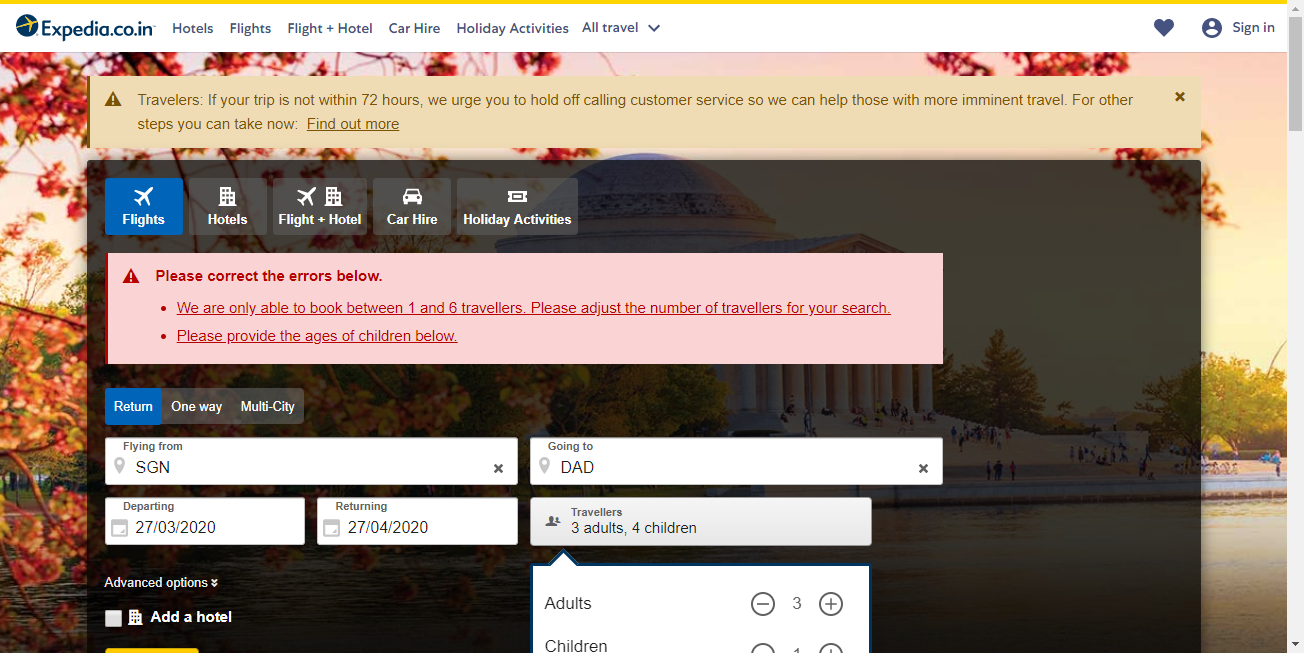 Expedia.co.in Hotels Flights Flight + Hotel Car Hire Holiday Activities All travel Sign in
Travelers: If your trip is not within 72 hours, we urge you to hold off calling customer service so we can help those with more imminent travel. For other
steps you can take now: Find out more
Flights Hotels Flight + Hotel Car Hire Holiday Activities
Please correct the errors below.
• We are only able to book between 1 and 6 travellers. Please adjust the number of travellers for your search.
• Please provide the ages of children below.
Return One way Multi-City
Flying from
SGN
Going to
DAD
Departing
27/03/2020
Returning
27/04/2020
Travellers
3 adults, 4 children
Advanced options
Add a hotel
Adults 3
Children